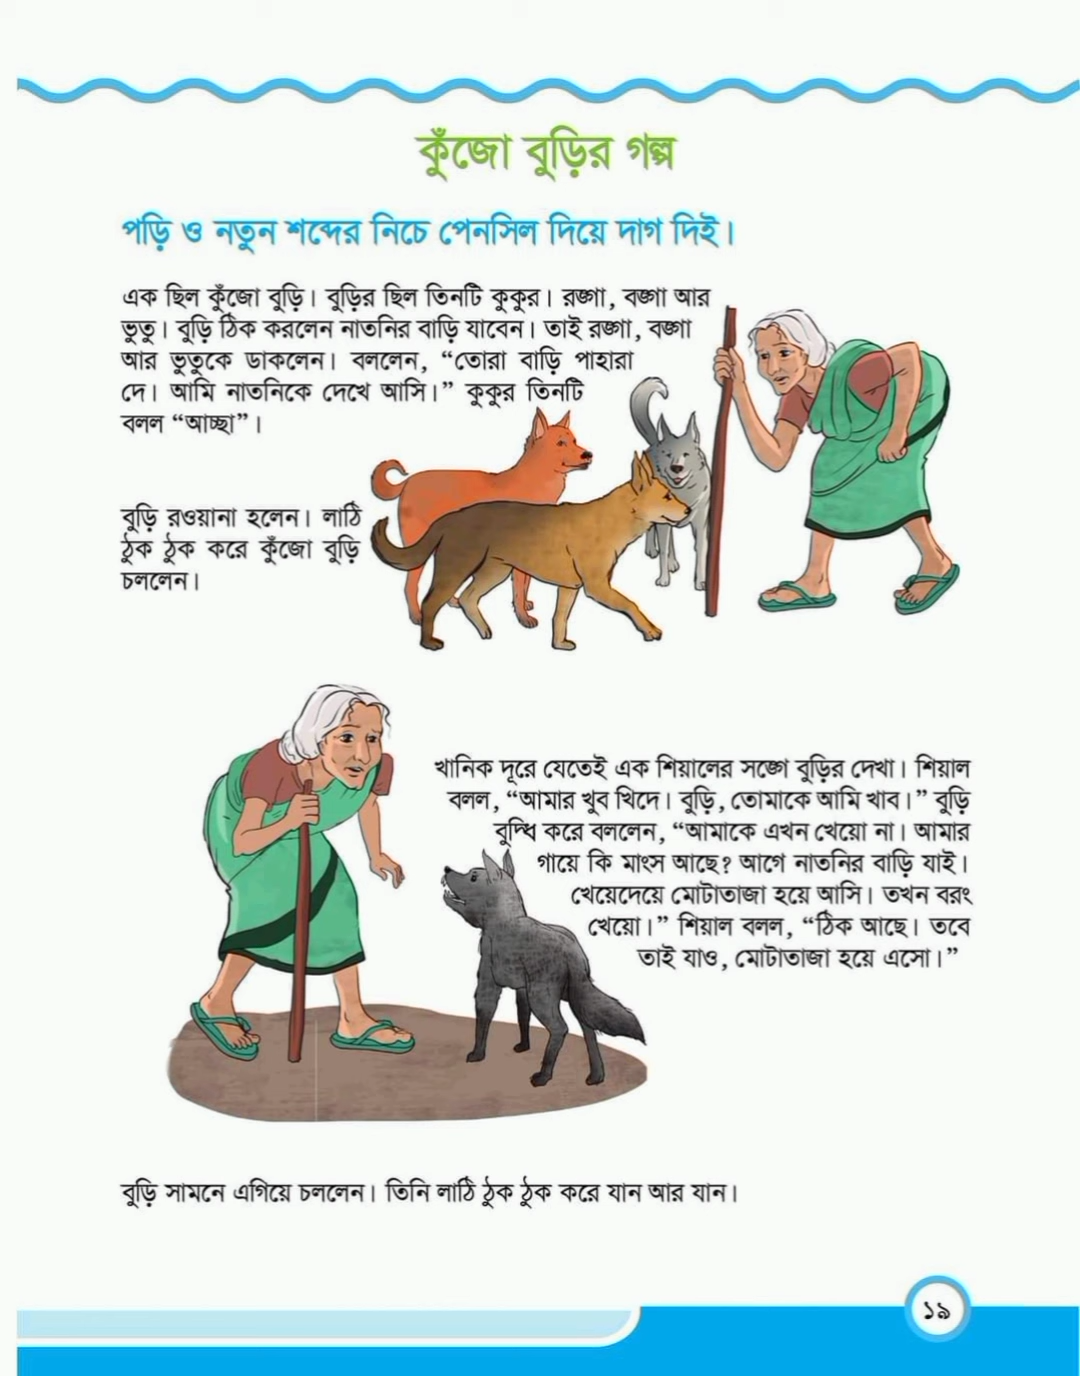 কুঁজো বুড়ির গল্প
পড়ি ও নতুন শব্দের নিচে পেনসিল দিয়ে দাগ দিই।
এক ছিল কুঁজো বুড়ি। বুড়ির ছিল তিনটি কুকুর। রঙ্গা, বঙ্গা আর
ভুতু। বুড়ি ঠিক করলেন নাতনির বাড়ি যাবেন। তাই রঙ্গা, বঙ্গা
আর ভুতুকে ডাকলেন। বললেন, “তোরা বাড়ি পাহারা
দে। আমি নাতনিকে দেখে আসি।” কুকুর তিনটি
বলল “আচ্ছা”।
বুড়ি রওয়ানা হলেন। লাঠি
ঠুক ঠুক করে কুঁজো বুড়ি
চললেন।
খানিক দূরে যেতেই এক শিয়ালের সঙ্গে বুড়ির দেখা। শিয়াল
বলল, “আমার খুব খিদে। বুড়ি, তোমাকে আমি খাব।” বুড়ি
বুদ্ধি করে বললেন, “আমাকে এখন খেয়ো না। আমার
গায়ে কি মাংস আছে? আগে নাতনির বাড়ি যাই।
খেয়েদেয়ে মোটাতাজা হয়ে আসি। তখন বরং
খেয়ো।” শিয়াল বলল, “ঠিক আছে। তবে
তাই যাও, মোটাতাজা হয়ে এসো।”
বুড়ি সামনে এগিয়ে চললেন। তিনি লাঠি ঠুক ঠুক করে যান আর যান।
১৯